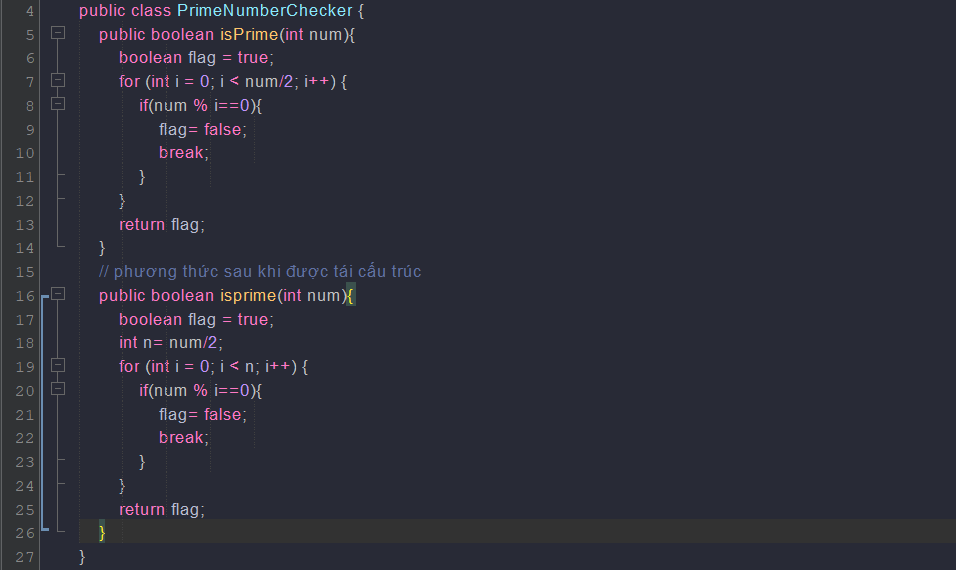 4 public class PrimeNumberChecker {
5 public boolean isPrime(int num){
6 boolean flag = true;
7 for (int i = 0; i < num/2; i++) {
8 if(num % i==0){
9 flag= false;
10 break;
11 }
12 }
13 return flag;
14 }
15 // phương thức sau khi được tái cấu trúc
16 public boolean isprime(int num){
17 boolean flag = true;
18 int n= num/2;
19 for (int i = 0; i < n; i++) {
20 if(num % i==0){
21 flag= false;
22 break;
23 }
24 }
25 return flag;
26 }
27 }